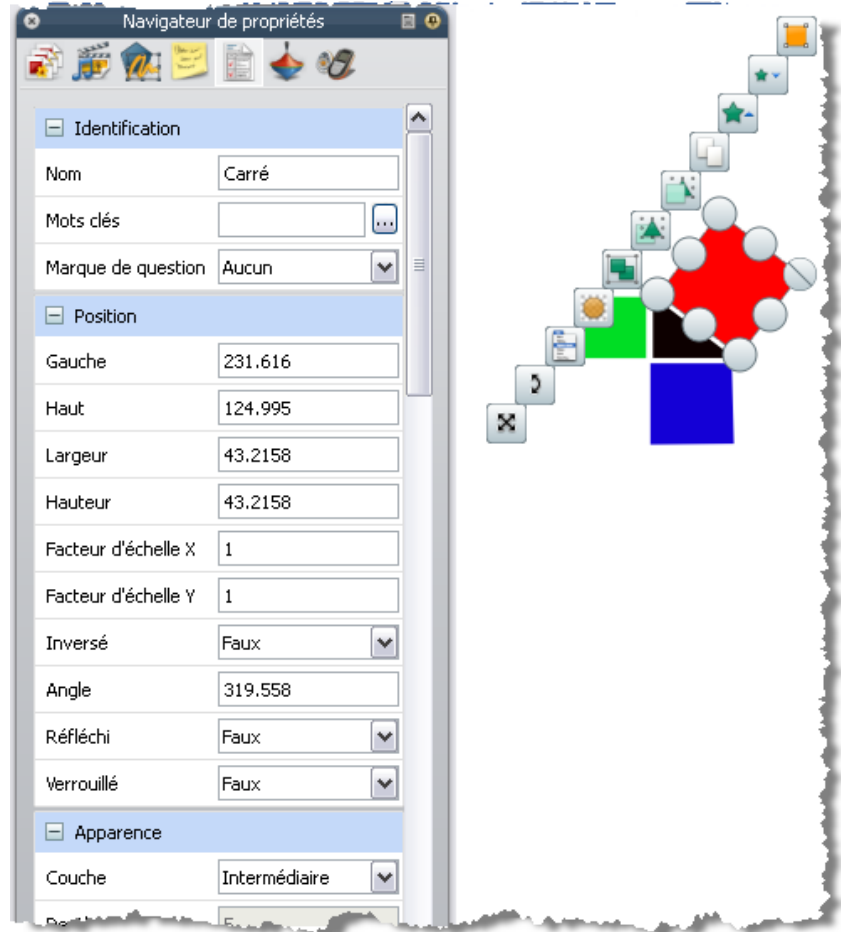 Navigateur de propriétés
Identification
Nom Carré
Mots clés ...
Marque de question Aucun
Position
Gauche 231.616
Haut 124.995
Largeur 43.2158
Hauteur 43.2158
Facteur d'échelle X 1
Facteur d'échelle Y 1
Inversé Faux
Angle 319.558
Réfléchi Faux
Verrouillé Faux
Apparence
Couche Intermédiaire